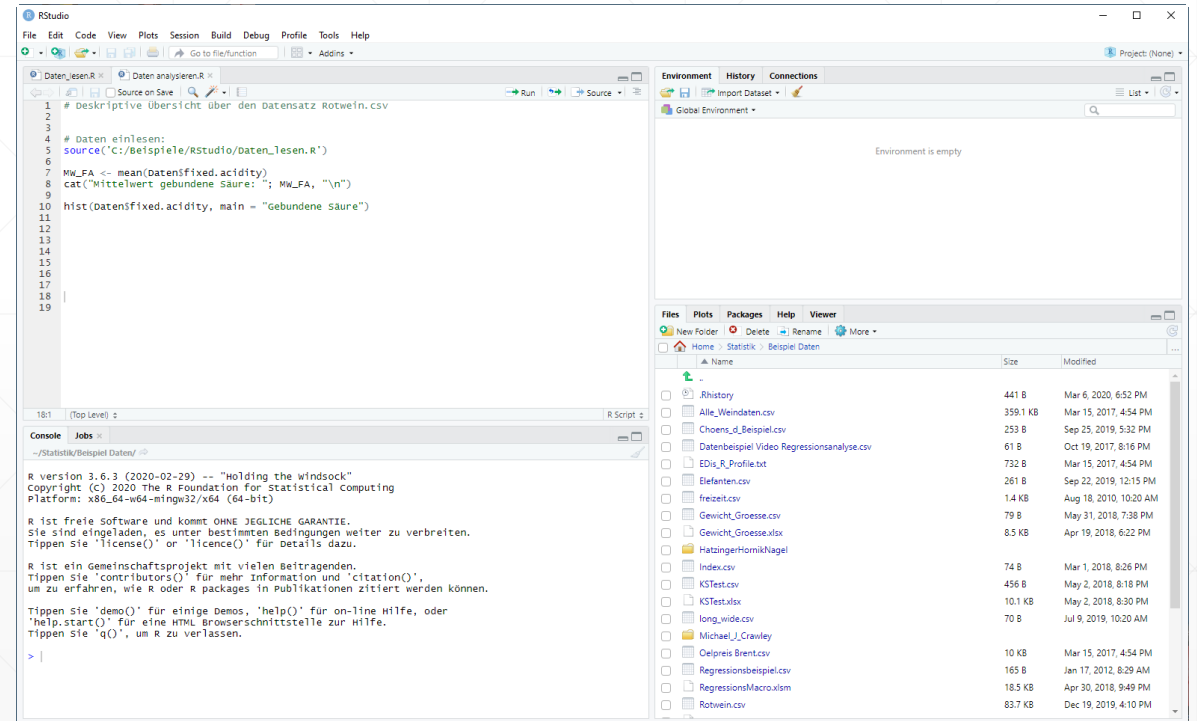 RStudio
File Edit Code View Plots Session Build Debug Profile Tools Help
Go to file/function Addins Project: (None)
Daten_lesen.R Daten analysieren.R
Source on Save Run Source
1 # Deskriptive Übersicht über den Datensatz Rotwein.csv
2
3
4 # Daten einlesen:
5 source('C:/Beispiele/RStudio/Daten_lesen.R')
6
7 MW_FA <- mean(Daten$fixed.acidity)
8 cat("Mittelwert gebundene Säure: "; MW_FA, "\n")
9
10 hist(Daten$fixed.acidity, main = "Gebundene Säure")
11
12
13
14
15
16
17
18
19
18:1 (Top Level) R Script
Console Jobs
~/Statistik/Beispiel Daten/
R version 3.6.3 (2020-02-29) -- "Holding the Windsock"
Copyright (C) 2020 The R Foundation for Statistical Computing
Platform: x86_64-w64-mingw32/x64 (64-bit)
R ist freie Software und kommt OHNE JEGLICHE GARANTIE.
Sie sind eingeladen, es unter bestimmten Bedingungen weiter zu verbreiten.
Tippen Sie 'license()' or 'licence()' für Details dazu.
R ist ein Gemeinschaftsprojekt mit vielen Beitragenden.
Tippen Sie 'contributors()' für mehr Information und 'citation()',
um zu erfahren, wie R oder R packages in Publikationen zitiert werden können.
Tippen Sie 'demo()' für einige Demos, 'help()' für on-line Hilfe, oder
'help.start()' für eine HTML Browserschnittstelle zur Hilfe.
Tippen Sie 'q()', um R zu verlassen.
>
Environment History Connections
Import Dataset List
Global Environment
Environment is empty
Files Plots Packages Help Viewer
New Folder Delete Rename More
Home > Statistik > Beispiel Daten ...
Name Size Modified
..
.Rhistory 441 B Mar 6, 2020, 6:52 PM
Alle_Weindaten.csv 359.1 KB Mar 15, 2017, 4:54 PM
Choens_d_Beispiel.csv 253 B Sep 25, 2019, 5:32 PM
Datenbeispiel Video Regressionsanalyse.csv 61 B Oct 19, 2017, 8:16 PM
EDis_R_Profile.txt 732 B Mar 15, 2017, 4:54 PM
Elefanten.csv 261 B Sep 22, 2019, 12:15 PM
freizeit.csv 1.4 KB Aug 18, 2010, 10:20 AM
Gewicht_Groesse.csv 79 B May 31, 2018, 7:38 PM
Gewicht_Groesse.xlsx 8.5 KB Apr 19, 2018, 6:22 PM
HatzingerHornikNagel
Index.csv 74 B Mar 1, 2018, 8:26 PM
KSTest.csv 456 B May 2, 2018, 8:18 PM
KSTest.xlsx 10.1 KB May 2, 2018, 8:30 PM
long_wide.csv 70 B Jul 9, 2019, 10:20 AM
Michael_J_Crawley
Oelpreis Brent.csv 10 KB Mar 15, 2017, 4:54 PM
Regressionsbeispiel.csv 165 B Jan 17, 2012, 8:29 AM
RegressionsMacro.xlsm 18.5 KB Apr 30, 2018, 9:49 PM
Rotwein.csv 83.7 KB Dec 19, 2019, 4:10 PM